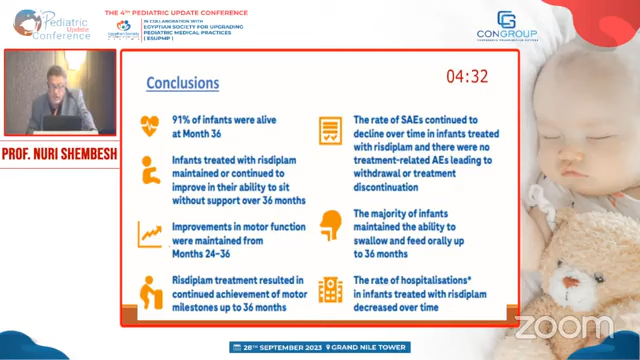 Pediatric
Update
Conference
THE 4TH PEDIATRIC UPDATE CONFERENCE
IN COLLABORATION WITH
EGYPTIAN SOCIETY FOR UPGRADING
PEDIATRIC MEDICAL PRACTICES
( ESUPMP )
CONGROUP
PROF. NURI SHEMBESH
Conclusions
04:32
91% of infants were alive
at Month 36
Infants treated with risdiplam
maintained or continued to
improve in their ability to sit
without support over 36 months
Improvements in motor function
were maintained from
Months 24–36
Risdiplam treatment resulted in
continued achievement of motor
milestones up to 36 months
The rate of SAEs continued to
decline over time in infants treated
with risdiplam and there were no
treatment-related AEs leading to
withdrawal or treatment
discontinuation
The majority of infants
maintained the ability to
swallow and feed orally up
to 36 months
The rate of hospitalisations*
in infants treated with risdiplam
decreased over time
zoom
28TH SEPTEMBER 2023
GRAND NILE TOWER